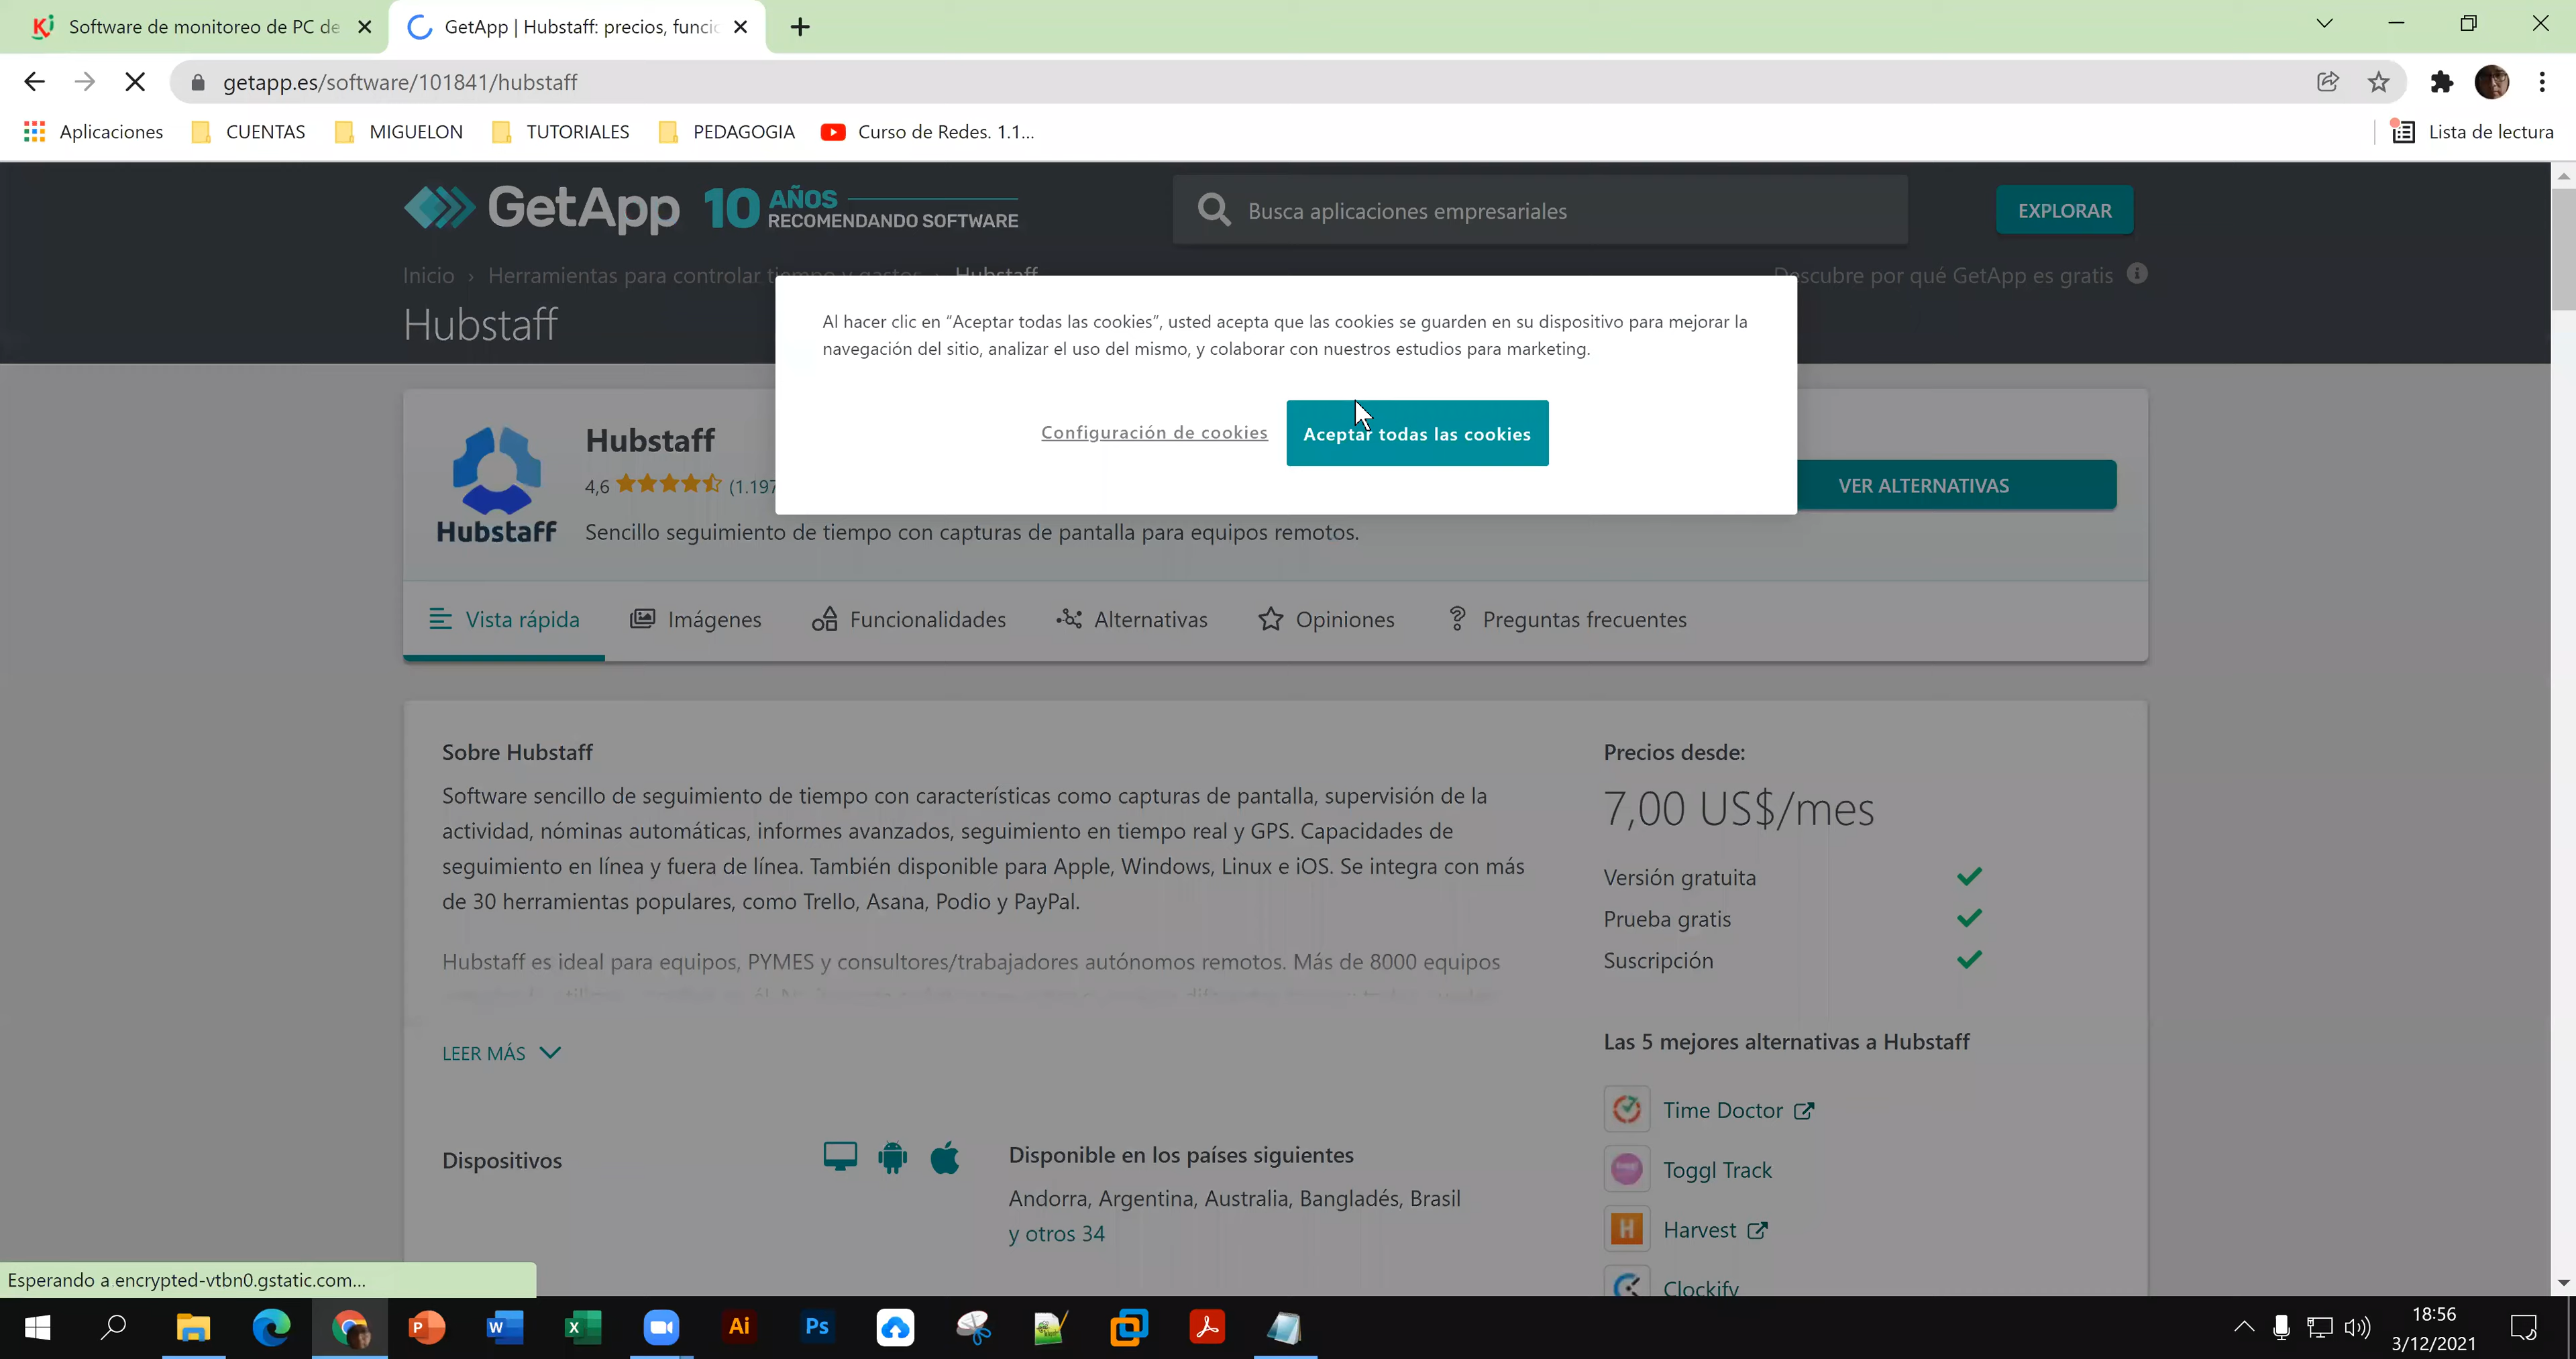 Software de monitoreo de PC de
GetApp | Hubstaff: precios, funcio
getapp.es/software/101841/hubstaff
Aplicaciones
CUENTAS
MIGUELON
TUTORIALES
PEDAGOGIA
Curso de Redes. 1.1...
Lista de lectura
GetApp
10 AÑOS
RECOMENDANDO SOFTWARE
Busca aplicaciones empresariales
EXPLORAR
Inicio › Herramientas para controlar tiempo y gastos › Hubstaff
Descubre por qué GetApp es gratis
Hubstaff
Al hacer clic en “Aceptar todas las cookies”, usted acepta que las cookies se guarden en su dispositivo para mejorar la
navegación del sitio, analizar el uso del mismo, y colaborar con nuestros estudios para marketing.
Configuración de cookies
Aceptar todas las cookies
Hubstaff
Hubstaff
4,6
(1.197
VER ALTERNATIVAS
Sencillo seguimiento de tiempo con capturas de pantalla para equipos remotos.
Vista rápida
Imágenes
Funcionalidades
Alternativas
Opiniones
Preguntas frecuentes
Sobre Hubstaff
Software sencillo de seguimiento de tiempo con características como capturas de pantalla, supervisión de la
actividad, nóminas automáticas, informes avanzados, seguimiento en tiempo real y GPS. Capacidades de
seguimiento en línea y fuera de línea. También disponible para Apple, Windows, Linux e iOS. Se integra con más
de 30 herramientas populares, como Trello, Asana, Podio y PayPal.
Hubstaff es ideal para equipos, PYMES y consultores/trabajadores autónomos remotos. Más de 8000 equipos
LEER MÁS
Dispositivos
Disponible en los países siguientes
Andorra, Argentina, Australia, Bangladés, Brasil
y otros 34
Precios desde:
7,00 US$/mes
Versión gratuita
Prueba gratis
Suscripción
Las 5 mejores alternativas a Hubstaff
Time Doctor
Toggl Track
Harvest
Clockify
Esperando a encrypted-vtbn0.gstatic.com...
18:56
3/12/2021